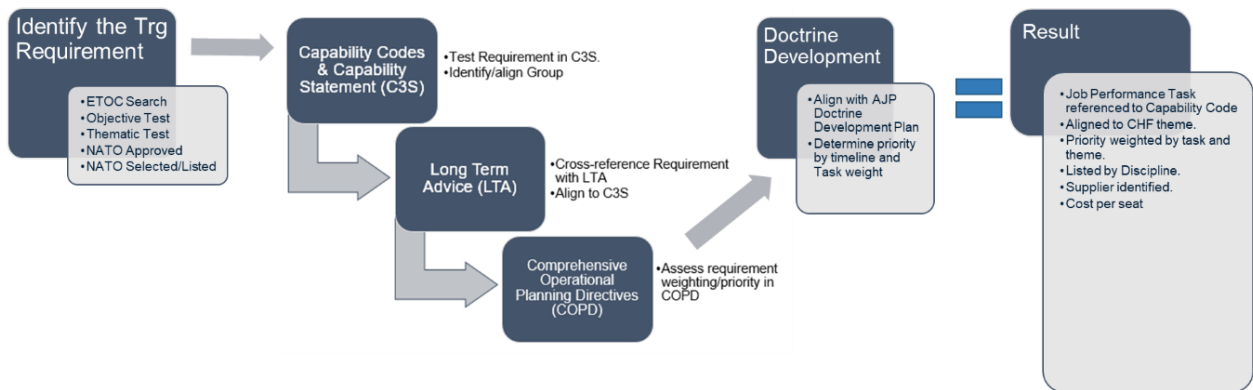 Identify the Trg
Requirement
•ETOC Search
•Objective Test
•Thematic Test
•NATO Approved
•NATO Selected/Listed
Capability Codes
& Capability
Statement (C3S)
•Test Requirement in C3S.
•Identify/align Group
Long Term
Advice (LTA)
•Cross-reference Requirement
with LTA
•Align to C3S
Comprehensive
Operational
Planning Directives
(COPD)
•Assess requirement
weighting/priority in
COPD
Doctrine
Development
•Align with AJP
Doctrine
Development Plan
•Determine priority
by timeline and
Task weight
Result
•Job Performance Task
referenced to Capability Code
•Aligned to CHF theme.
•Priority weighted by task and
theme.
•Listed by Discipline.
•Supplier identified.
•Cost per seat